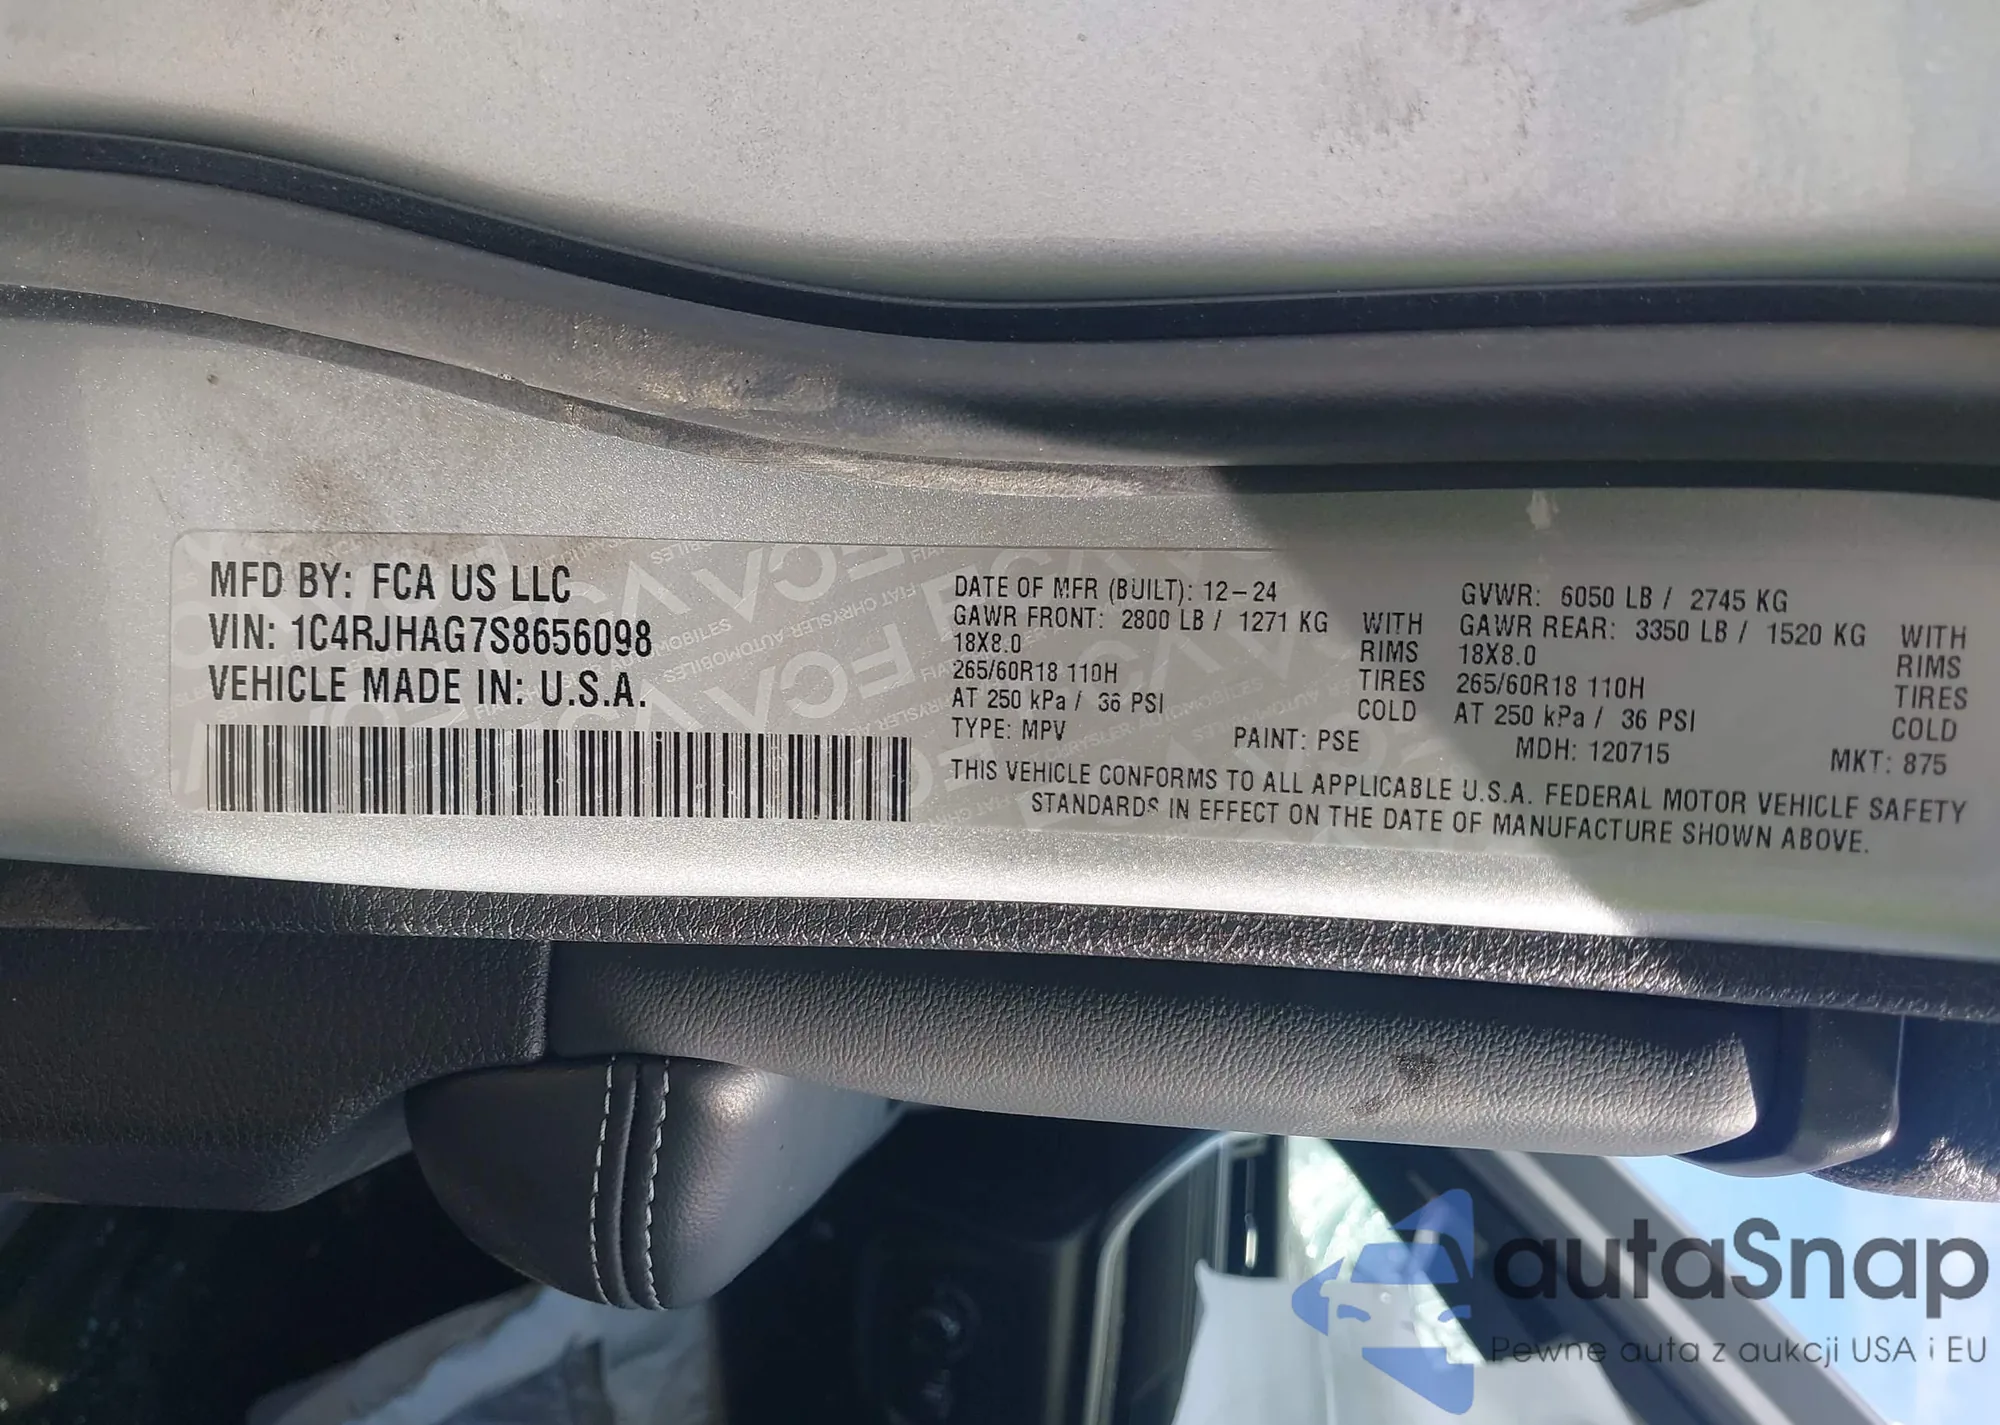 MFD BY: FCA US LLC
VIN: 1C4RJHAG7S8656098
VEHICLE MADE IN: U.S.A.
DATE OF MFR (BUILT): 12-24
GAWR FRONT: 2800 LB / 1271 KG WITH
18X8.0 RIMS
265/60R18 110H TIRES
AT 250 kPa / 36 PSI COLD
TYPE: MPV PAINT: PSE
GVWR: 6050 LB / 2745 KG
GAWR REAR: 3350 LB / 1520 KG WITH
18X8.0 RIMS
265/60R18 110H TIRES
AT 250 kPa / 36 PSI COLD
MDH: 120715 MKT: 875
THIS VEHICLE CONFORMS TO ALL APPLICABLE U.S.A. FEDERAL MOTOR VEHICLE SAFETY
STANDARDS IN EFFECT ON THE DATE OF MANUFACTURE SHOWN ABOVE.
autaSnap
Pewne auta z aukcji USA i EU